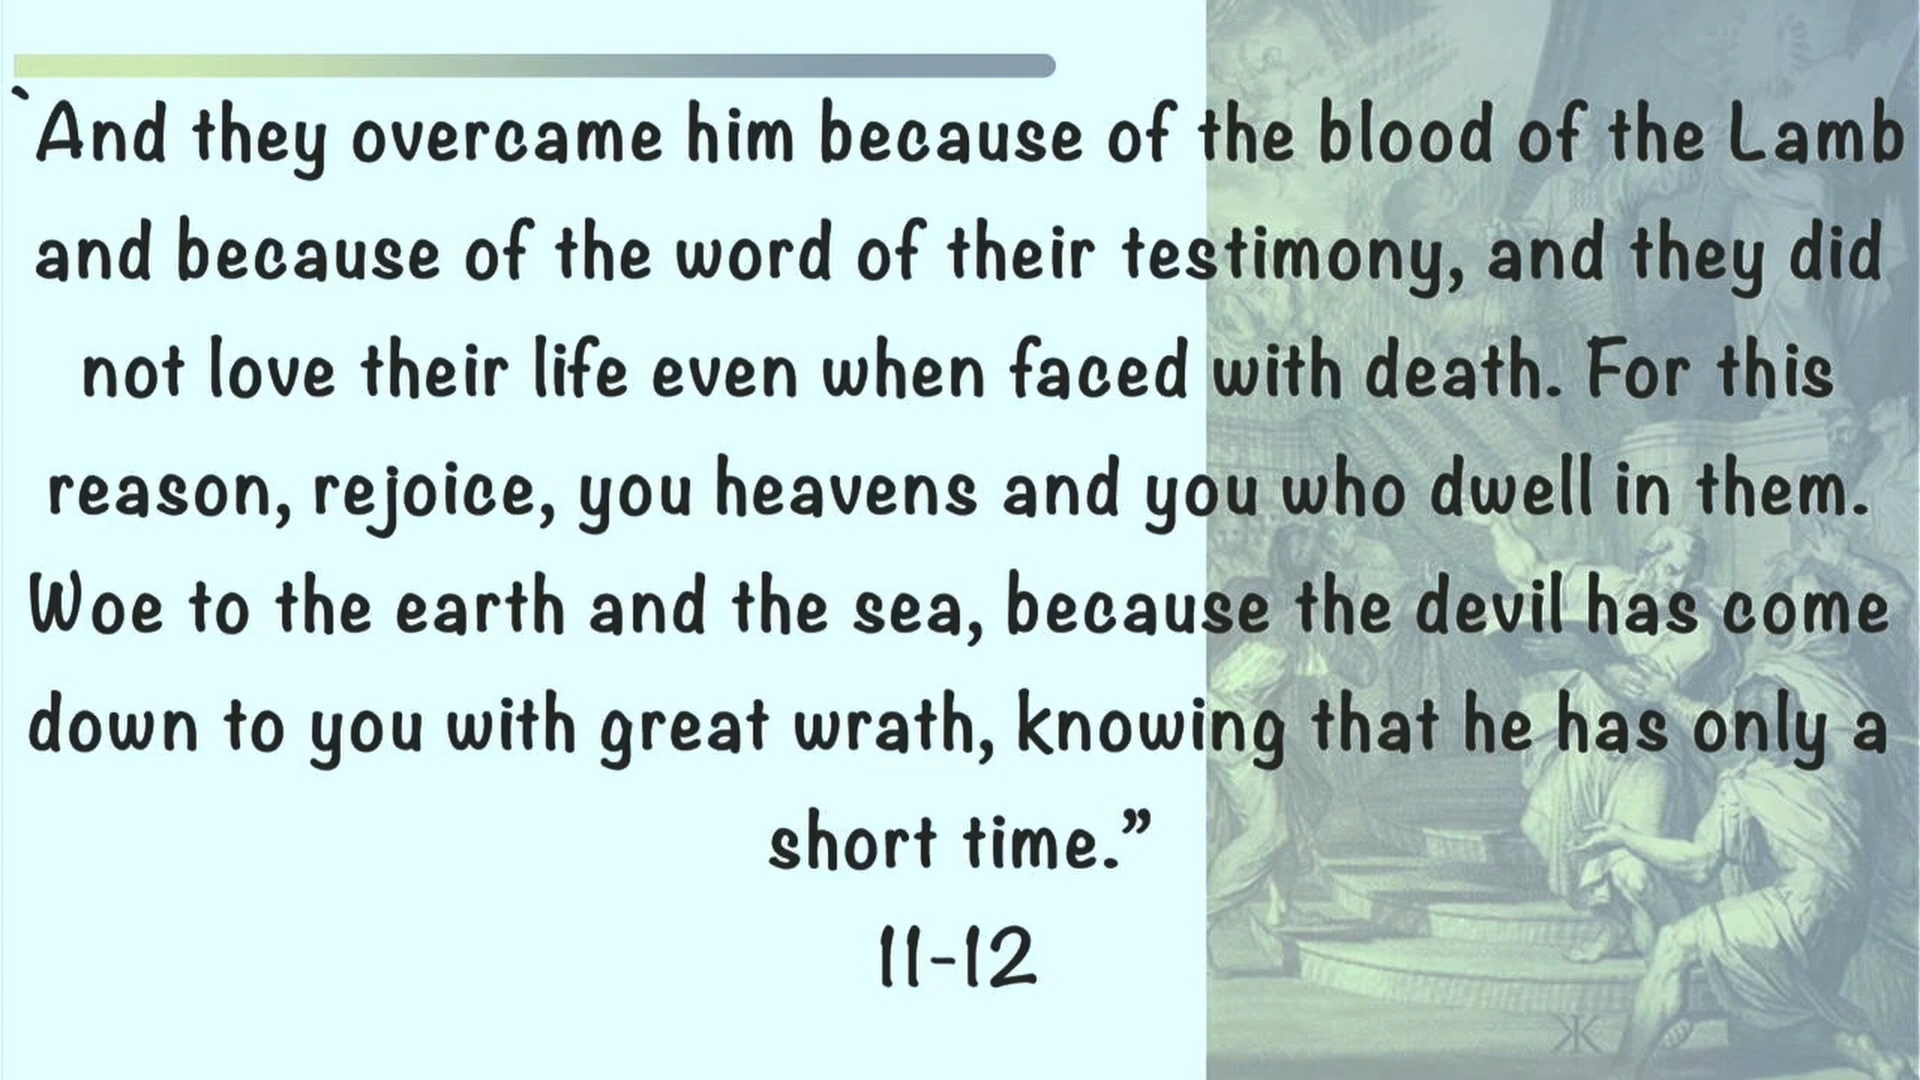 `And they overcame him because of the blood of the Lamb
and because of the word of their testimony, and they did
not love their life even when faced with death. For this
reason, rejoice, you heavens and you who dwell in them.
Woe to the earth and the sea, because the devil has come
down to you with great wrath, knowing that he has only a
short time.”
11-12